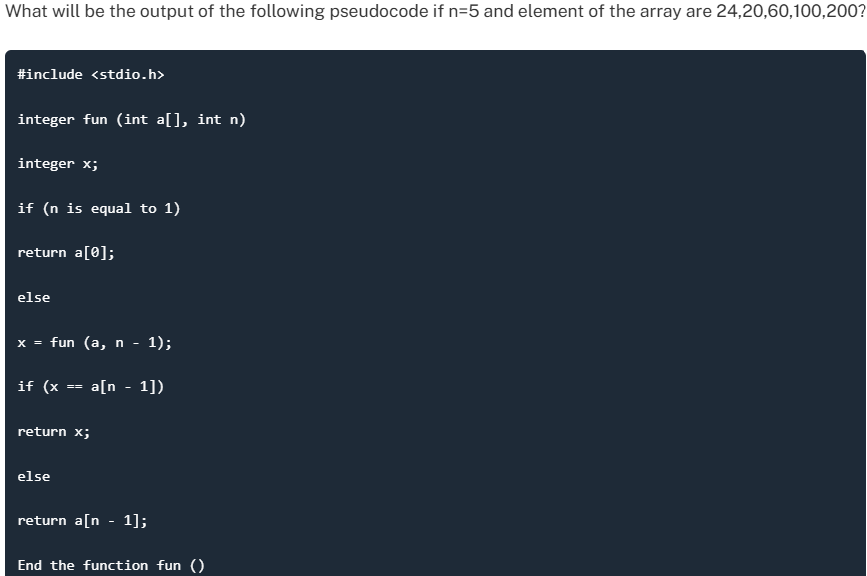 What will be the output of the following pseudocode if n=5 and element of the array are 24,20,60,100,200?
#include <stdio.h>
integer fun (int a[], int n)
integer x;
if (n is equal to 1)
return a[0];
else
x = fun (a, n - 1);
if (x == a[n - 1])
return x;
else
return a[n - 1];
End the function fun ()